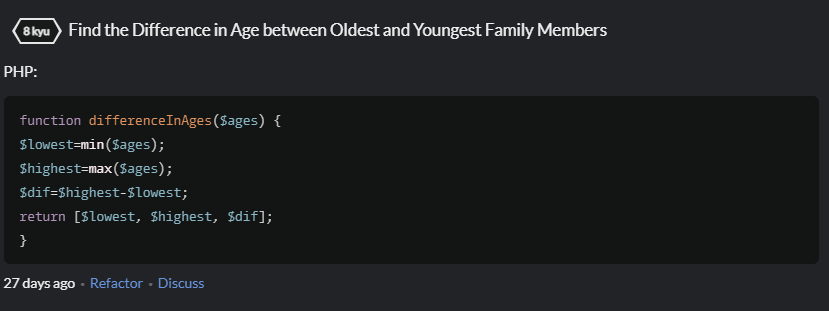 8 kyu Find the Difference in Age between Oldest and Youngest Family Members
PHP:
function differenceInAges($ages) {
$lowest=min($ages);
$highest=max($ages);
$dif=$highest-$lowest;
return [$lowest, $highest, $dif];
}
27 days ago • Refactor • Discuss